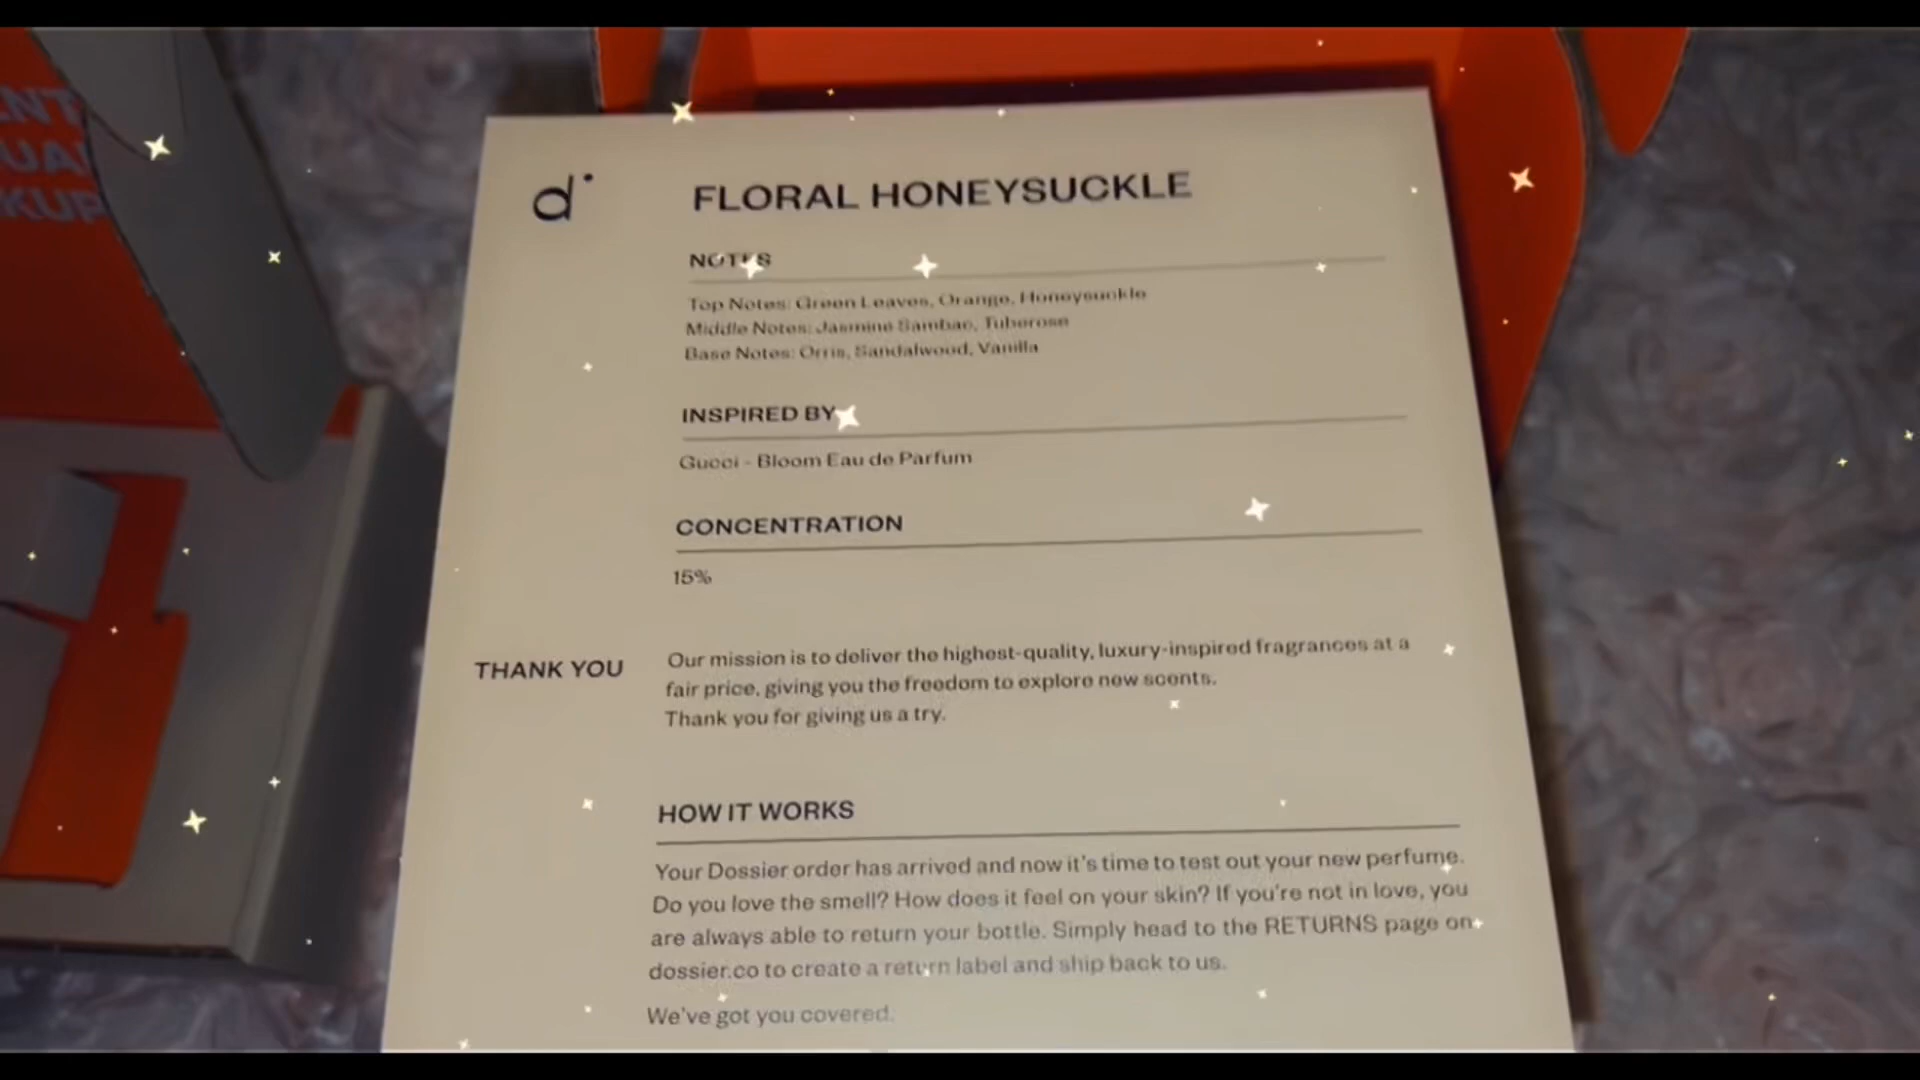 ENT
UA
KUP
d
FLORAL HONEYSUCKLE
NOTES
Top Notes: Green Leaves, Orange, Honeysuckle
Middle Notes: Jasmine Sambac, Tuberose
Base Notes: Orris, Sandalwood, Vanilla
INSPIRED BY
Gucci - Bloom Eau de Parfum
CONCENTRATION
15%
THANK YOU
Our mission is to deliver the highest-quality, luxury-inspired fragrances at a
fair price, giving you the freedom to explore new scents.
Thank you for giving us a try.
HOW IT WORKS
Your Dossier order has arrived and now it's time to test out your new perfume.
Do you love the smell? How does it feel on your skin? If you're not in love, you
are always able to return your bottle. Simply head to the RETURNS page on
dossier.co to create a return label and ship back to us.
We've got you covered.